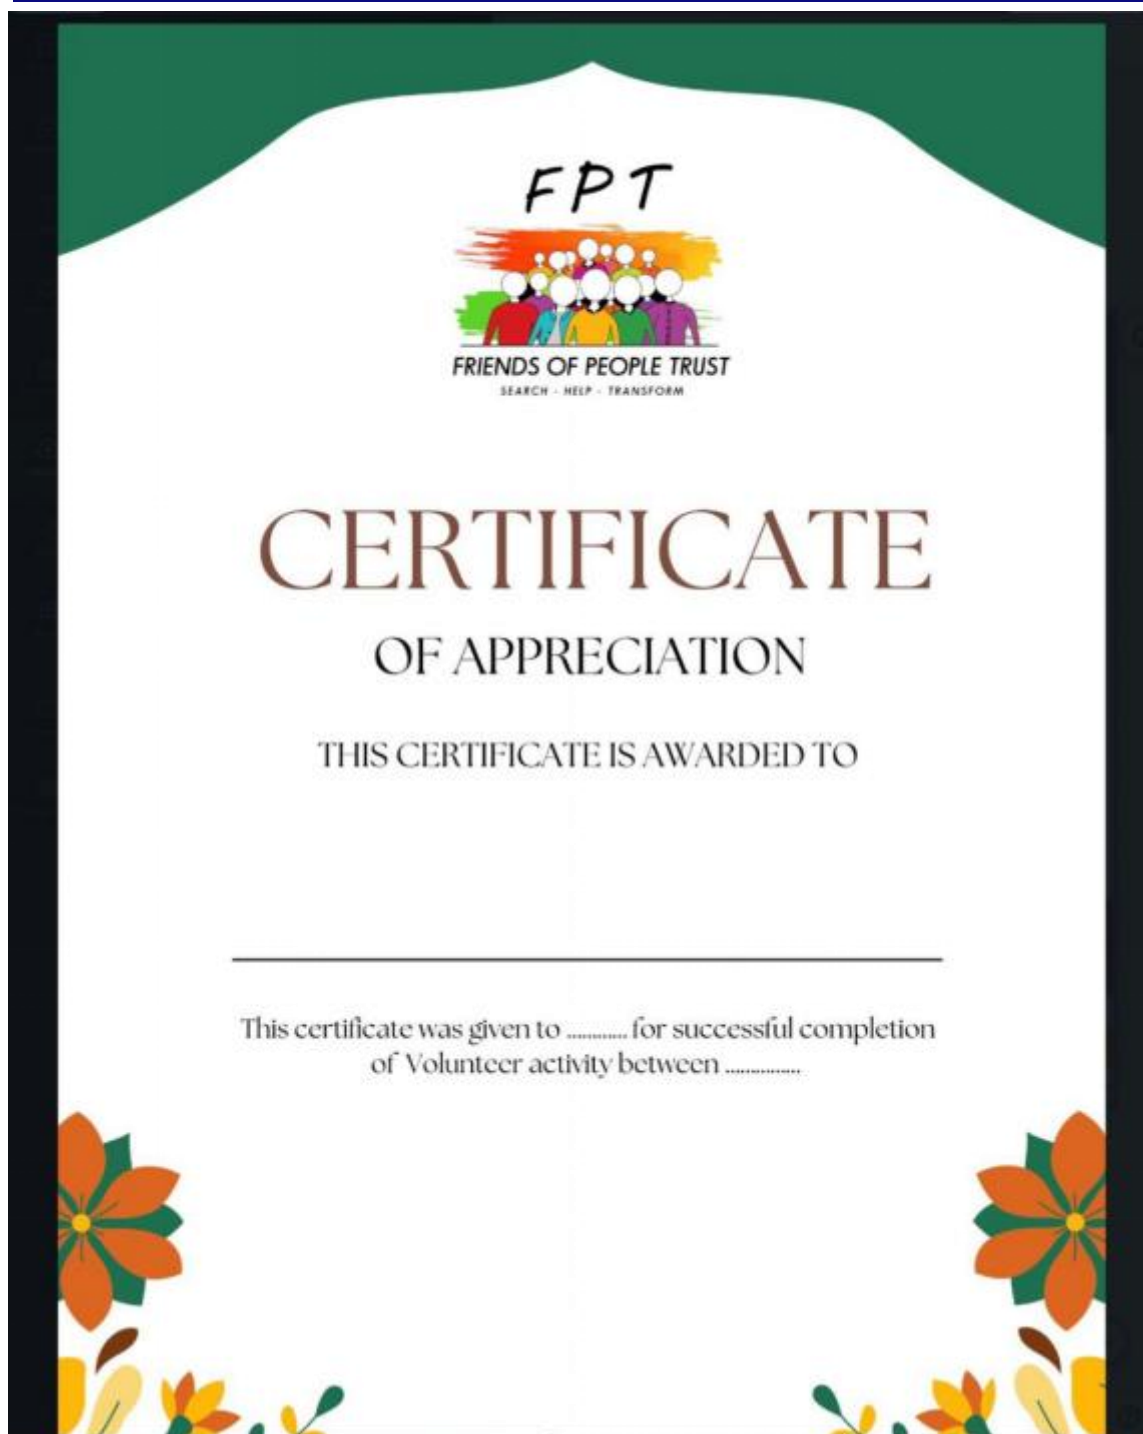 FPT
FRIENDS OF PEOPLE TRUST
SEARCH - HELP - TRANSFORM
CERTIFICATE
OF APPRECIATION
THIS CERTIFICATE IS AWARDED TO
This certificate was given to ............ for successful completion
of Volunteer activity between ...............